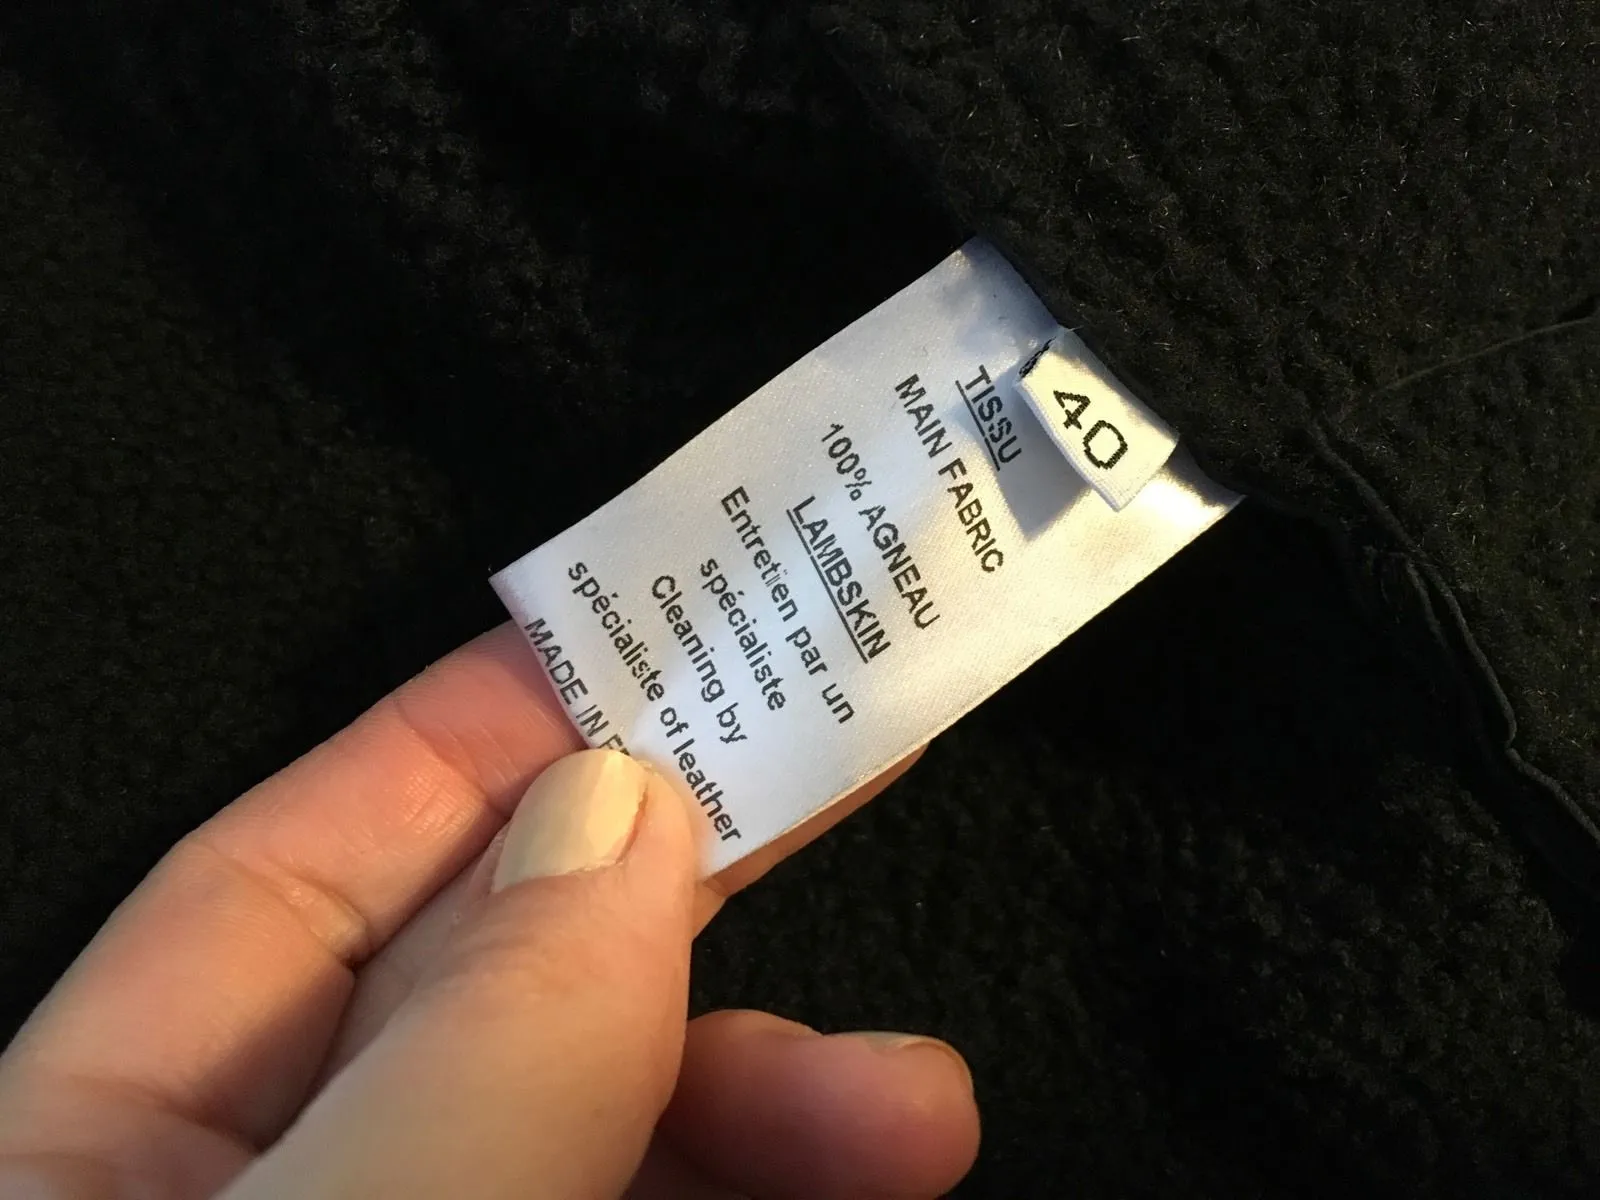 40
TISSU
MAIN FABRIC
100% AGNEAU
LAMBSKIN
Entretien par un
spécialiste
Cleaning by
spécialiste of leather
MADE IN